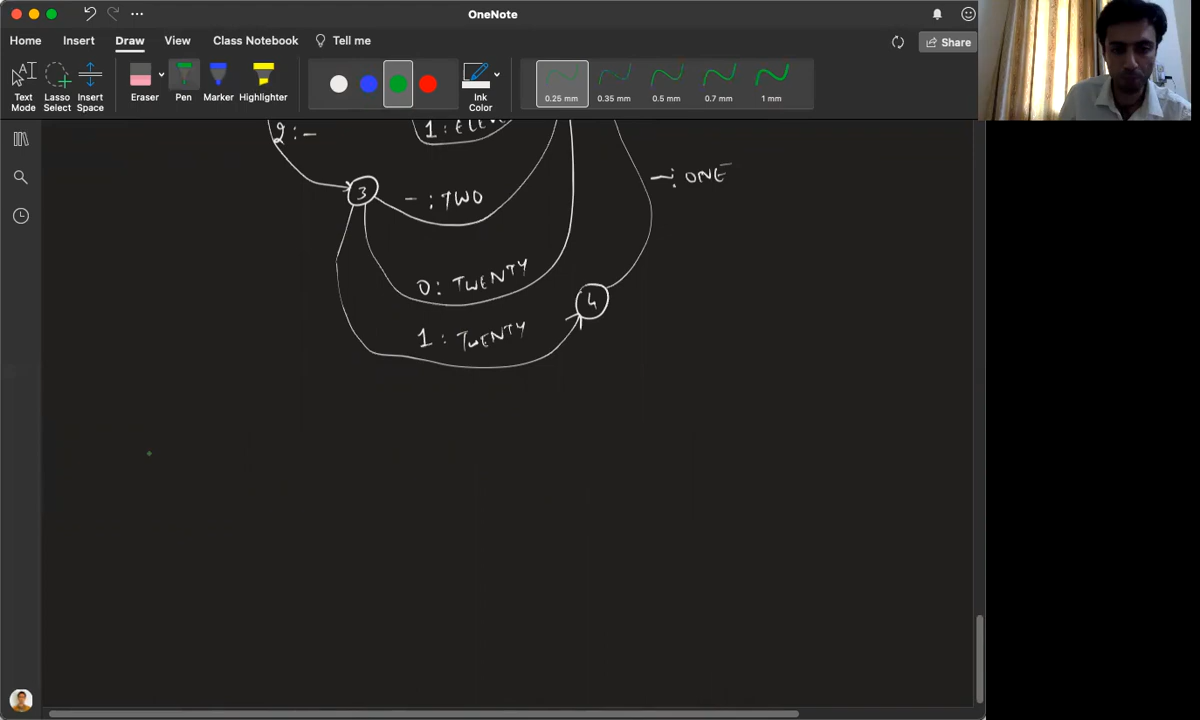 OneNote
Home Insert Draw View Class Notebook Tell me Share
Text Mode Lasso Select Insert Space Eraser Pen Marker Highlighter Ink Color 0.25 mm 0.35 mm 0.5 mm 0.7 mm 1 mm
2 : -
1 :
3
- : TWO
- : ONE
0 : TWENTY
4
1 : TWENTY